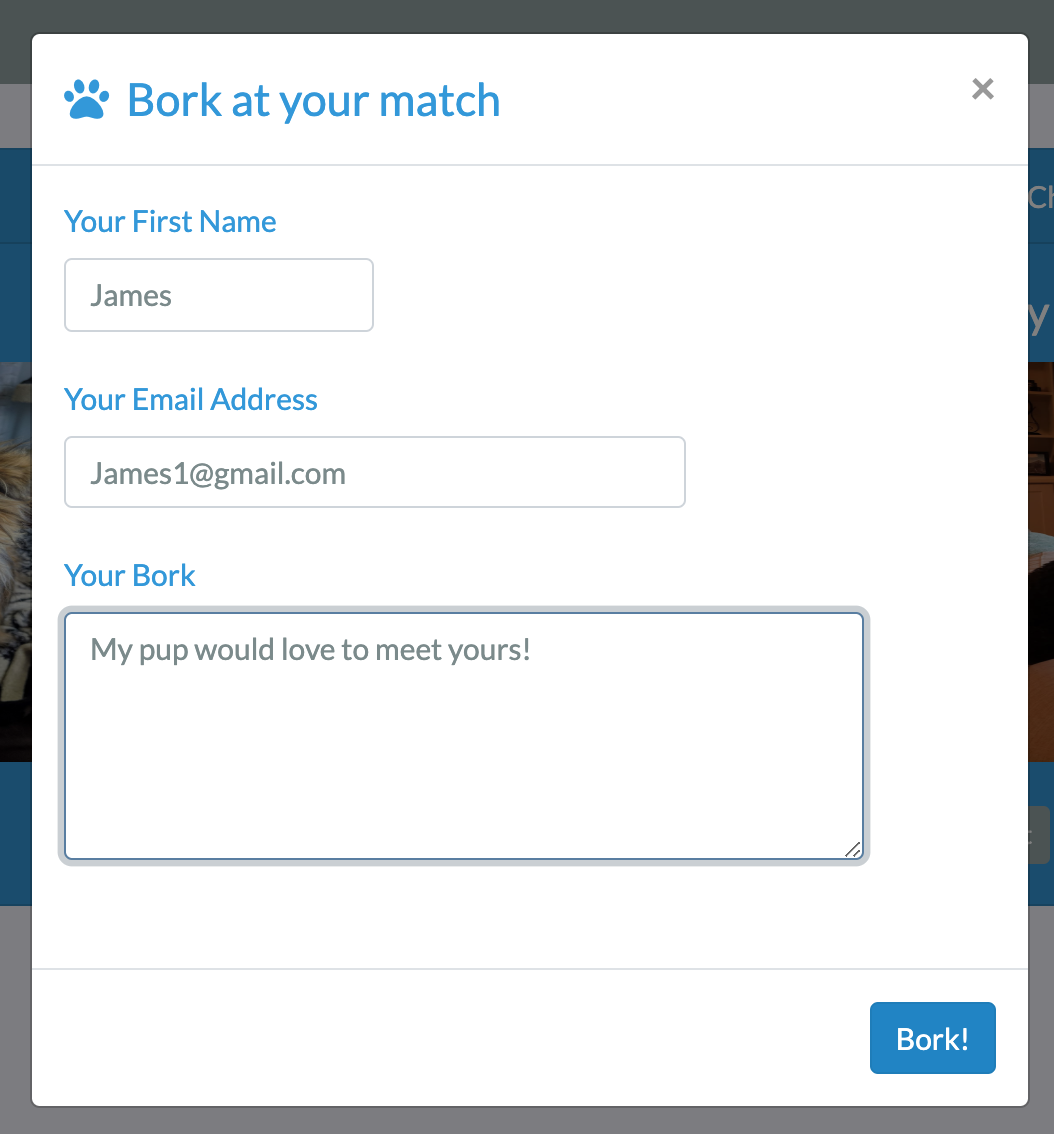 Bork at your match
×
Your First Name
James
Your Email Address
James1@gmail.com
Your Bork
My pup would love to meet yours!
Bork!